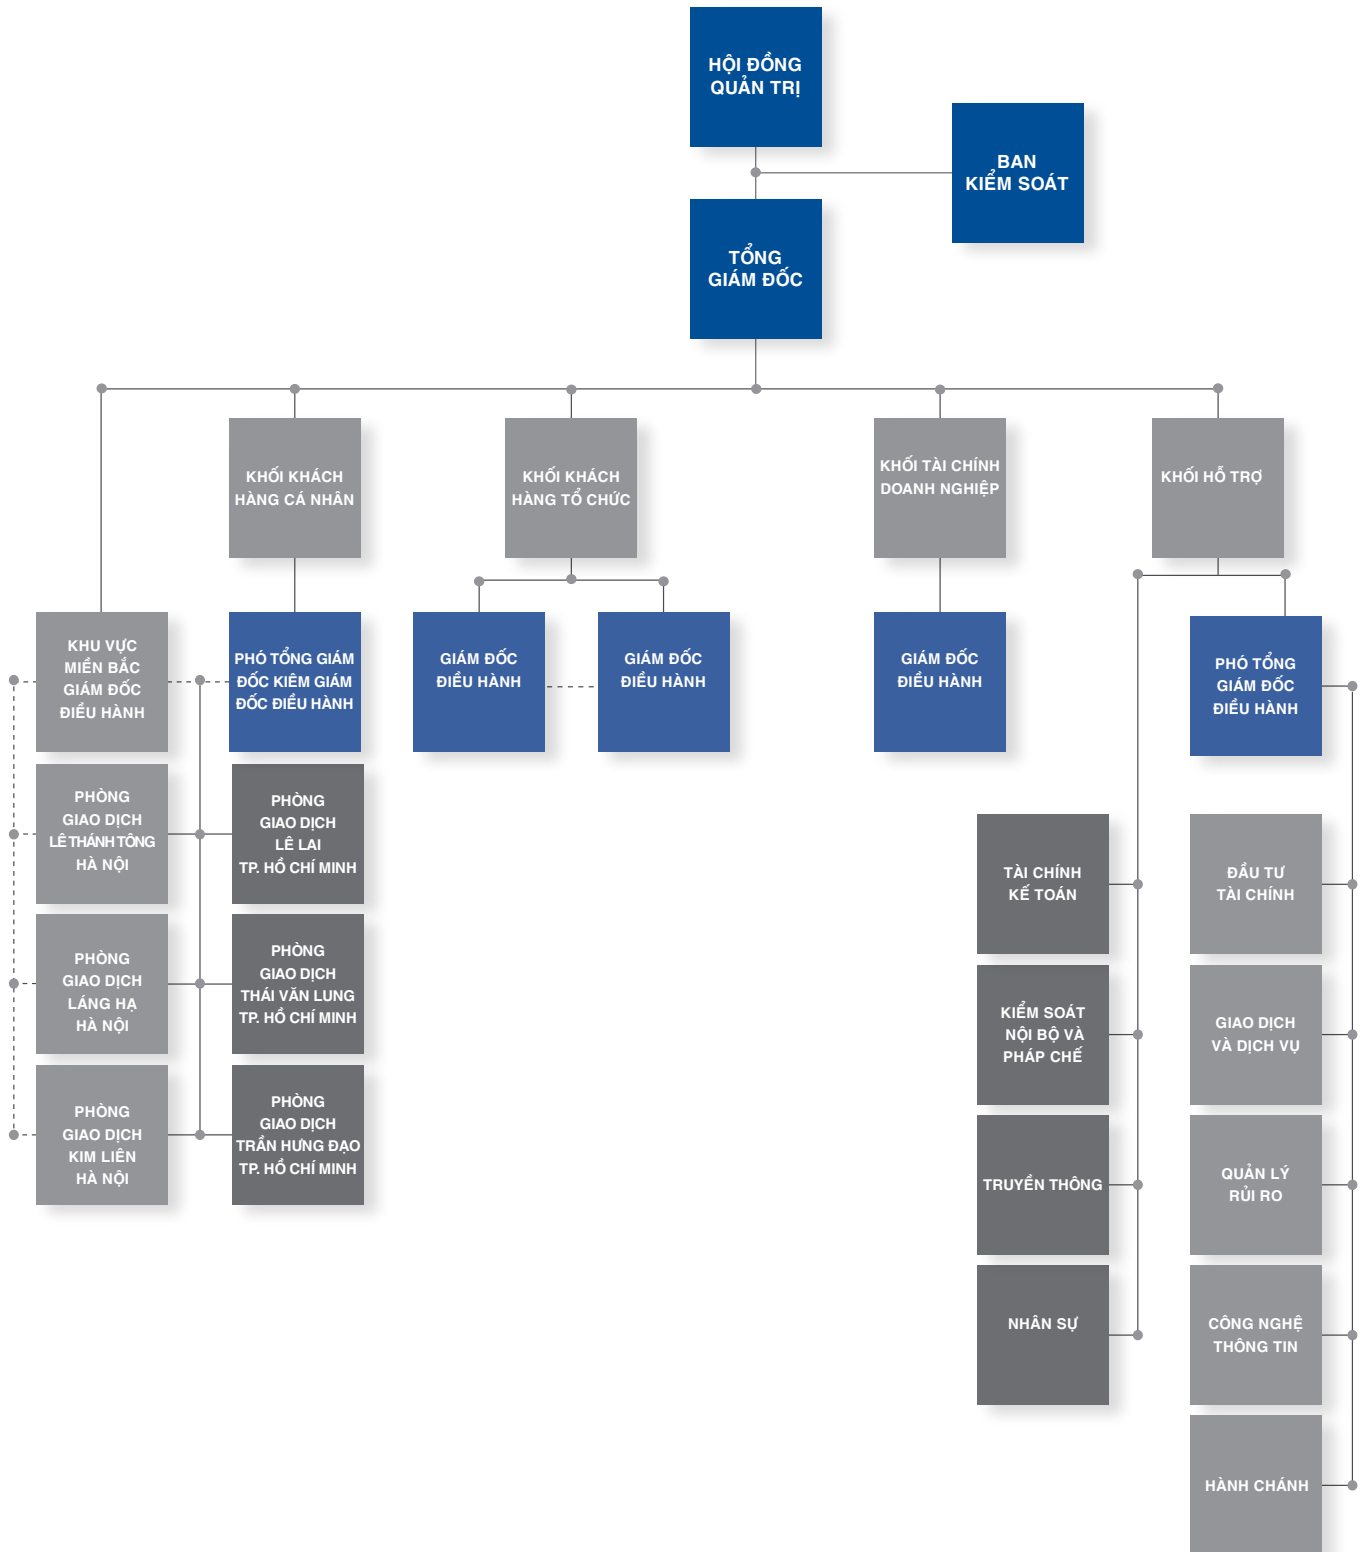 HỘI ĐỒNG
QUẢN TRỊ
BAN
KIỂM SOÁT
TỔNG
GIÁM ĐỐC
KHỐI KHÁCH
HÀNG CÁ NHÂN
KHỐI KHÁCH
HÀNG TỔ CHỨC
KHỐI TÀI CHÍNH
DOANH NGHIỆP
KHỐI HỖ TRỢ
KHU VỰC
MIỀN BẮC
GIÁM ĐỐC
ĐIỀU HÀNH
PHÓ TỔNG GIÁM
ĐỐC KIÊM GIÁM
ĐỐC ĐIỀU HÀNH
GIÁM ĐỐC
ĐIỀU HÀNH
GIÁM ĐỐC
ĐIỀU HÀNH
GIÁM ĐỐC
ĐIỀU HÀNH
PHÓ TỔNG
GIÁM ĐỐC
ĐIỀU HÀNH
PHÒNG
GIAO DỊCH
LÊ THÁNH TÔNG
HÀ NỘI
PHÒNG
GIAO DỊCH
LÊ LAI
TP. HỒ CHÍ MINH
TÀI CHÍNH
KẾ TOÁN
ĐẦU TƯ
TÀI CHÍNH
PHÒNG
GIAO DỊCH
LÁNG HẠ
HÀ NỘI
PHÒNG
GIAO DỊCH
THÁI VĂN LUNG
TP. HỒ CHÍ MINH
KIỂM SOÁT
NỘI BỘ VÀ
PHÁP CHẾ
GIAO DỊCH
VÀ DỊCH VỤ
PHÒNG
GIAO DỊCH
KIM LIÊN
HÀ NỘI
PHÒNG
GIAO DỊCH
TRẦN HƯNG ĐẠO
TP. HỒ CHÍ MINH
TRUYỀN THÔNG
QUẢN LÝ
RỦI RO
NHÂN SỰ
CÔNG NGHỆ
THÔNG TIN
HÀNH CHÁNH